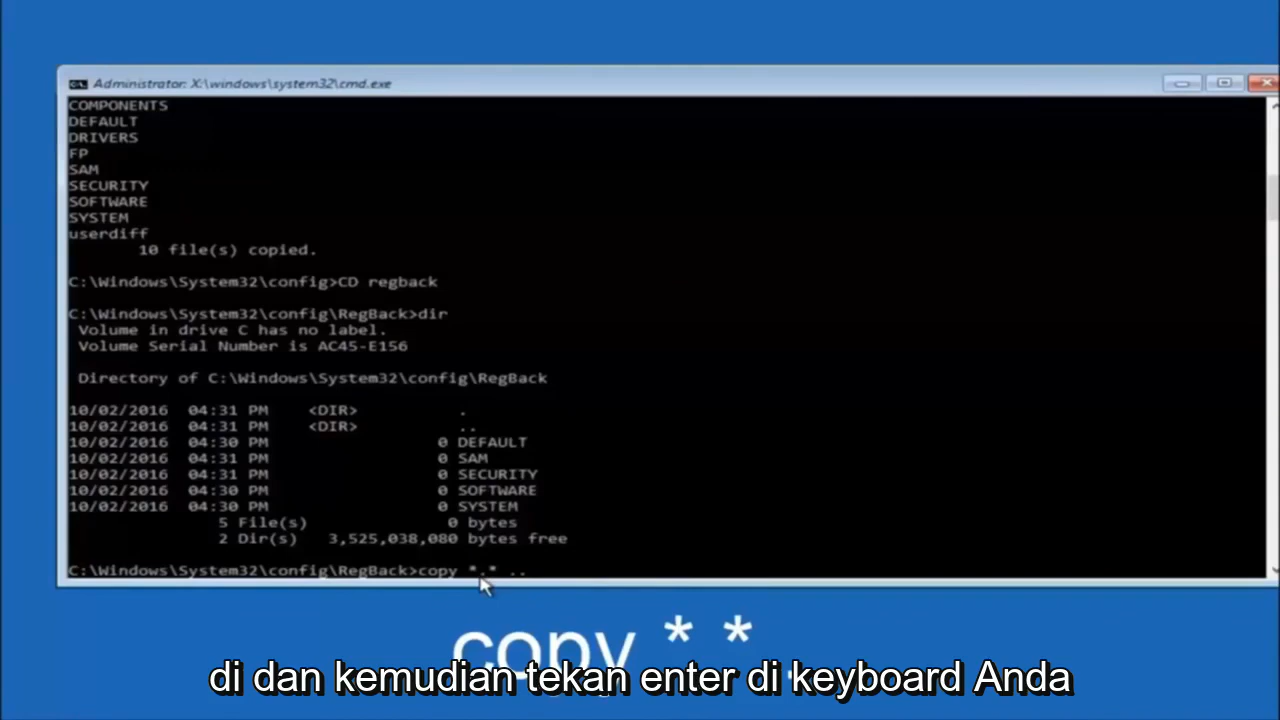 Administrator: X:\windows\system32\cmd.exe
COMPONENTS
DEFAULT
DRIVERS
FP
SAM
SECURITY
SOFTWARE
SYSTEM
userdiff
10 file(s) copied.
C:\Windows\System32\config>CD regback
C:\Windows\System32\config\RegBack>dir
Volume in drive C has no label.
Volume Serial Number is AC45-E156
Directory of C:\Windows\System32\config\RegBack
10/02/2016 04:31 PM <DIR> .
10/02/2016 04:31 PM <DIR> ..
10/02/2016 04:30 PM 0 DEFAULT
10/02/2016 04:31 PM 0 SAM
10/02/2016 04:31 PM 0 SECURITY
10/02/2016 04:30 PM 0 SOFTWARE
10/02/2016 04:30 PM 0 SYSTEM
5 File(s) 0 bytes
2 Dir(s) 3,525,038,080 bytes free
C:\Windows\System32\config\RegBack>copy *.* ..
copy * *
di dan kemudian tekan enter di keyboard Anda